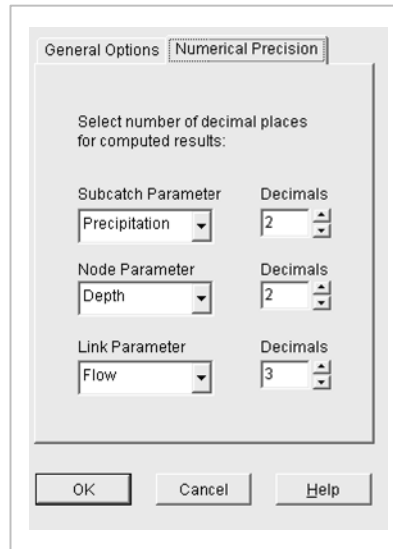 General Options Numerical Precision
Select number of decimal places
for computed results:
Subcatch Parameter Decimals
Precipitation 2
Node Parameter Decimals
Depth 2
Link Parameter Decimals
Flow 3
OK Cancel Help